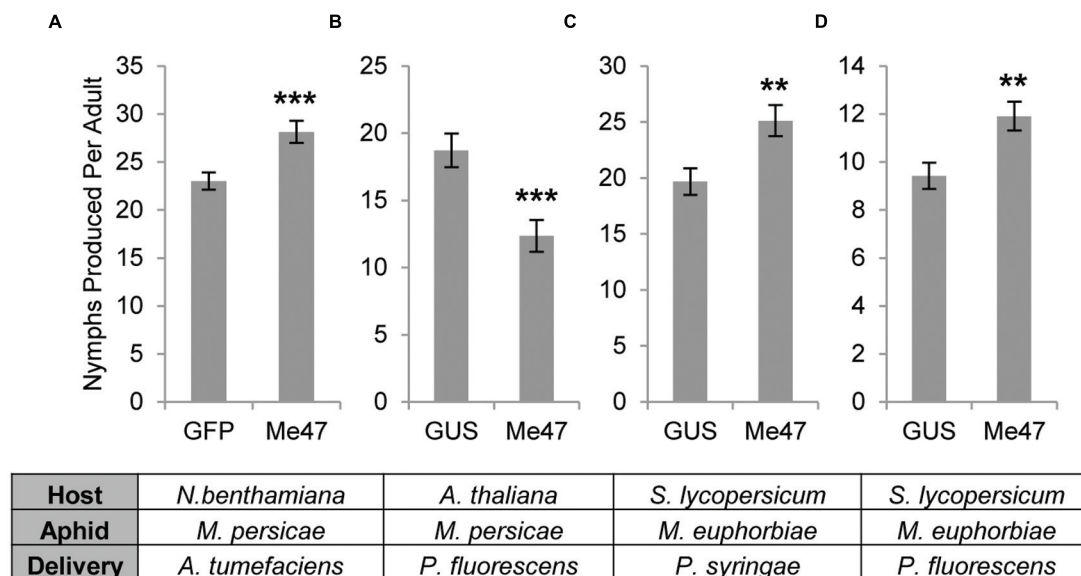 A B C D
Nymphs Produced Per Adult
35 30 25 20 15 10 5 0
*** 
GFP Me47
25 20 15 10 5 0
***
GUS Me47
30 25 20 15 10 5 0
**
GUS Me47
14 12 10 8 6 4 2 0
**
GUS Me47
Host N.benthamiana A. thaliana S. lycopersicum S. lycopersicum
Aphid M. persicae M. persicae M. euphorbiae M. euphorbiae
Delivery A. tumefaciens P. fluorescens P. syringae P. fluorescens